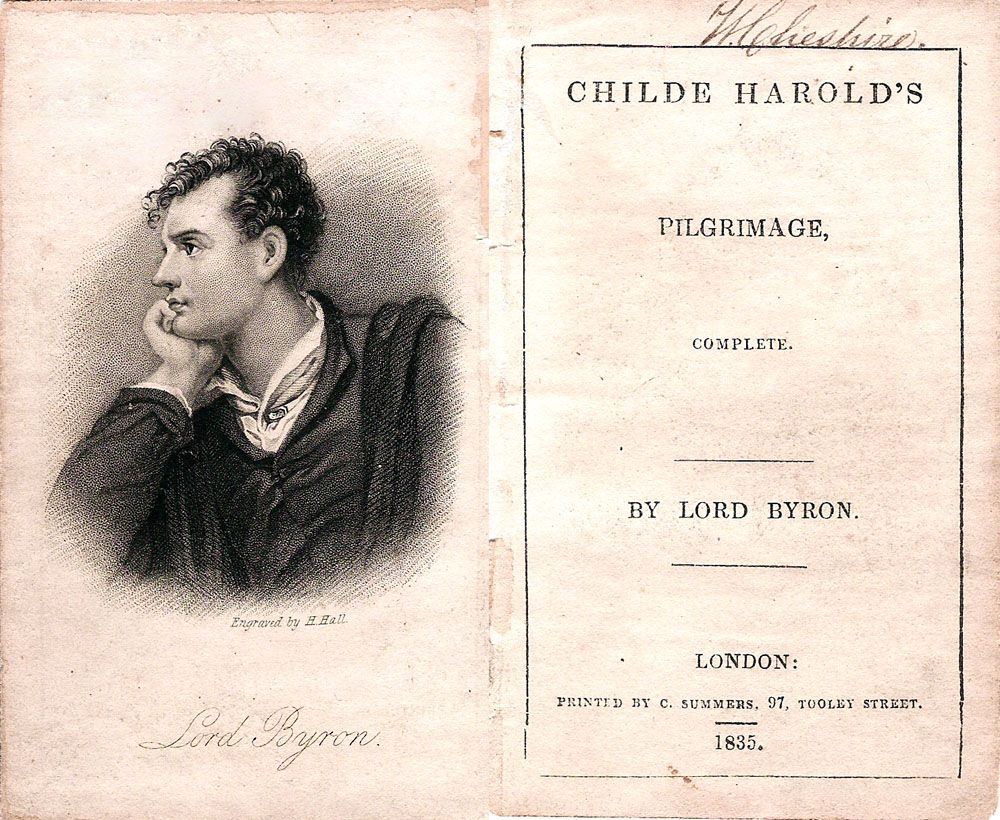 Engraved by H. Hall.
Lord Byron.
W. Cheshire.
CHILDE HAROLD'S
PILGRIMAGE,
COMPLETE.
BY LORD BYRON.
LONDON:
PRINTED BY C. SUMMERS, 97, TOOLEY STREET.
1835.